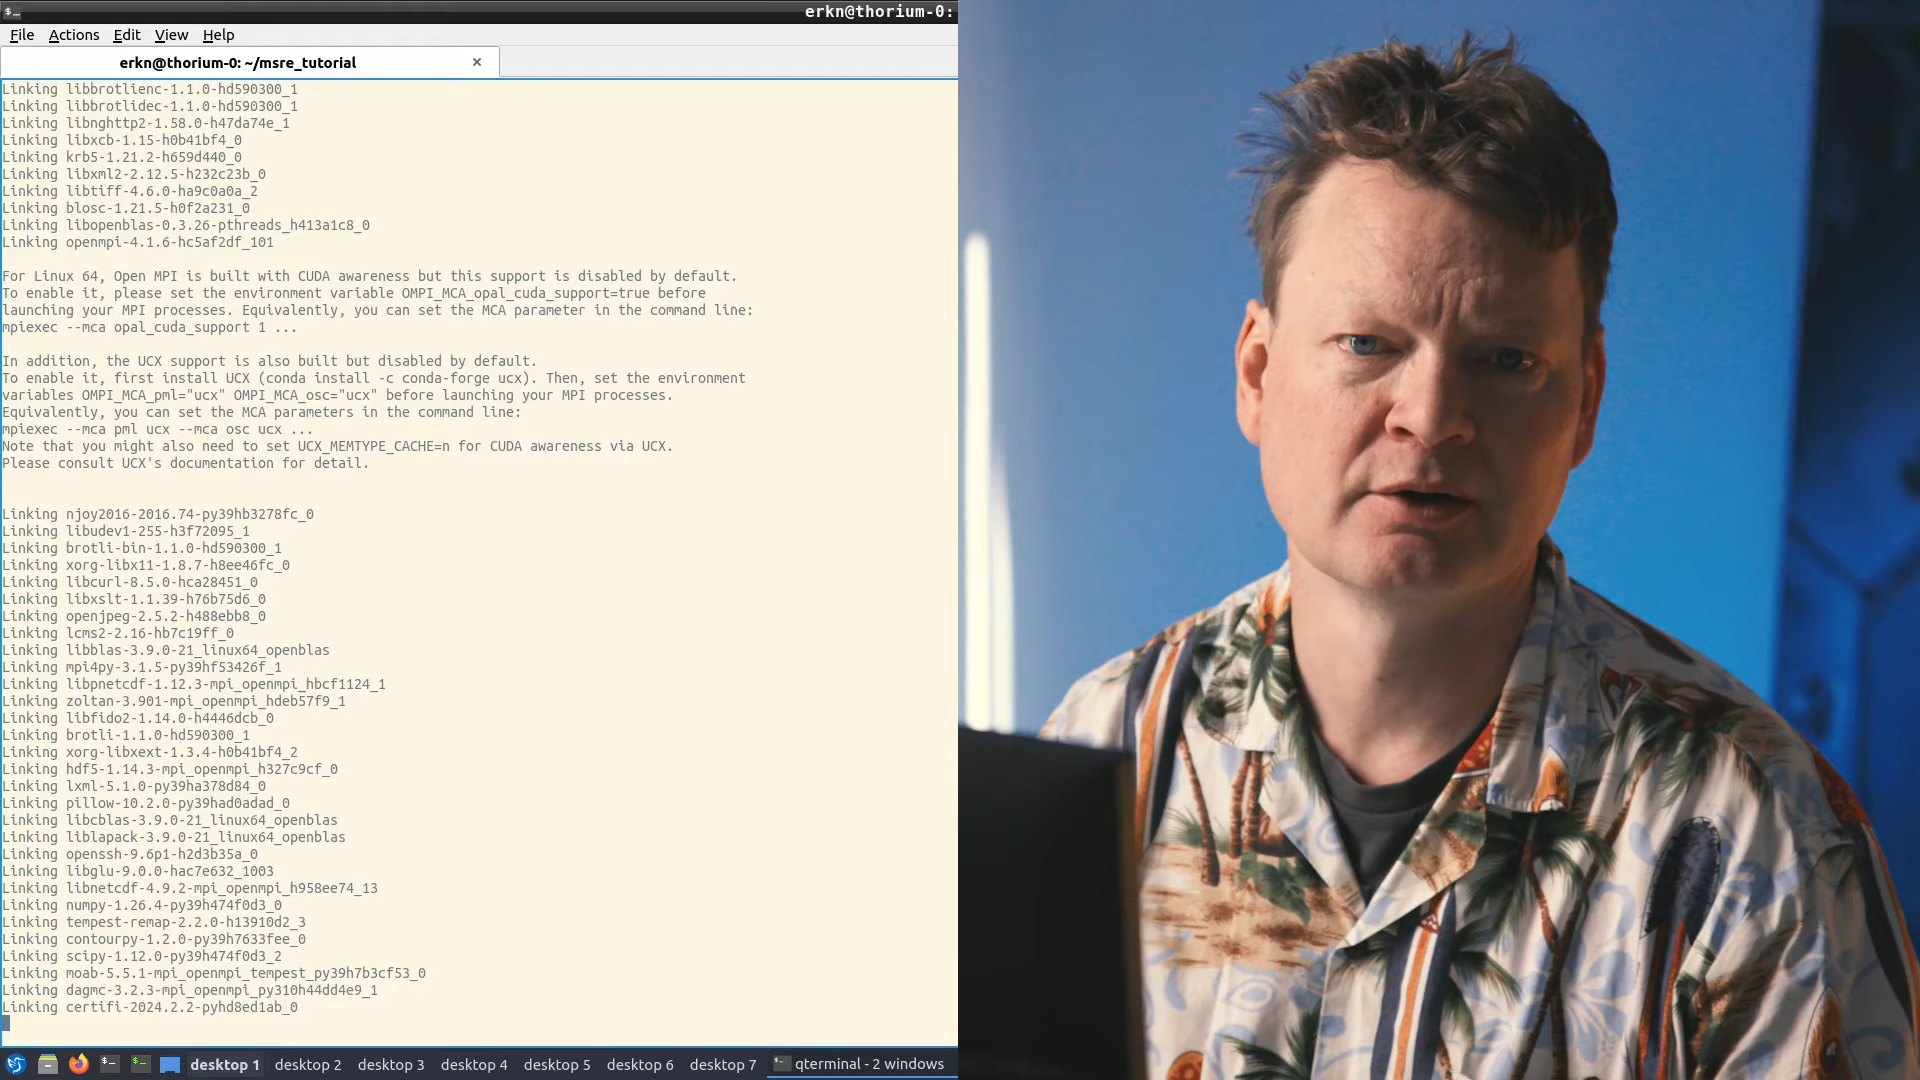 erkn@thorium-0:
File Actions Edit View Help
erkn@thorium-0: ~/msre_tutorial ×
Linking libbrotlienc-1.1.0-hd590300_1
Linking libbrotlidec-1.1.0-hd590300_1
Linking libnghttp2-1.58.0-h47da74e_1
Linking libxcb-1.15-h0b41bf4_0
Linking krb5-1.21.2-h659d440_0
Linking libxml2-2.12.5-h232c23b_0
Linking libtiff-4.6.0-ha9c0a0a_2
Linking blosc-1.21.5-h0f2a231_0
Linking libopenblas-0.3.26-pthreads_h413a1c8_0
Linking openmpi-4.1.6-hc5af2df_101
For Linux 64, Open MPI is built with CUDA awareness but this support is disabled by default.
To enable it, please set the environment variable OMPI_MCA_opal_cuda_support=true before
launching your MPI processes. Equivalently, you can set the MCA parameter in the command line:
mpiexec --mca opal_cuda_support 1 ...
In addition, the UCX support is also built but disabled by default.
To enable it, first install UCX (conda install -c conda-forge ucx). Then, set the environment
variables OMPI_MCA_pml="ucx" OMPI_MCA_osc="ucx" before launching your MPI processes.
Equivalently, you can set the MCA parameters in the command line:
mpiexec --mca pml ucx --mca osc ucx ...
Note that you might also need to set UCX_MEMTYPE_CACHE=n for CUDA awareness via UCX.
Please consult UCX's documentation for detail.
Linking njoy2016-2016.74-py39hb3278fc_0
Linking libudev1-255-h3f72095_1
Linking brotli-bin-1.1.0-hd590300_1
Linking xorg-libx11-1.8.7-h8ee46fc_0
Linking libcurl-8.5.0-hca28451_0
Linking libxslt-1.1.39-h76b75d6_0
Linking openjpeg-2.5.2-h488ebb8_0
Linking lcms2-2.16-hb7c19ff_0
Linking libblas-3.9.0-21_linux64_openblas
Linking mpi4py-3.1.5-py39hf53426f_1
Linking libpnetcdf-1.12.3-mpi_openmpi_hbcf1124_1
Linking zoltan-3.901-mpi_openmpi_hdeb57f9_1
Linking libfido2-1.14.0-h4446dcb_0
Linking brotli-1.1.0-hd590300_1
Linking xorg-libxext-1.3.4-h0b41bf4_2
Linking hdf5-1.14.3-mpi_openmpi_h327c9cf_0
Linking lxml-5.1.0-py39ha378d84_0
Linking pillow-10.2.0-py39had0adad_0
Linking libcblas-3.9.0-21_linux64_openblas
Linking liblapack-3.9.0-21_linux64_openblas
Linking openssh-9.6p1-h2d3b35a_0
Linking libglu-9.0.0-hac7e632_1003
Linking libnetcdf-4.9.2-mpi_openmpi_h958ee74_13
Linking numpy-1.26.4-py39h474f0d3_0
Linking tempest-remap-2.2.0-h13910d2_3
Linking contourpy-1.2.0-py39h7633fee_0
Linking scipy-1.12.0-py39h474f0d3_2
Linking moab-5.5.1-mpi_openmpi_tempest_py39h7b3cf53_0
Linking dagmc-3.2.3-mpi_openmpi_py310h44dd4e9_1
Linking certifi-2024.2.2-pyhd8ed1ab_0
desktop 1 desktop 2 desktop 3 desktop 4 desktop 5 desktop 6 desktop 7 qterminal - 2 windows